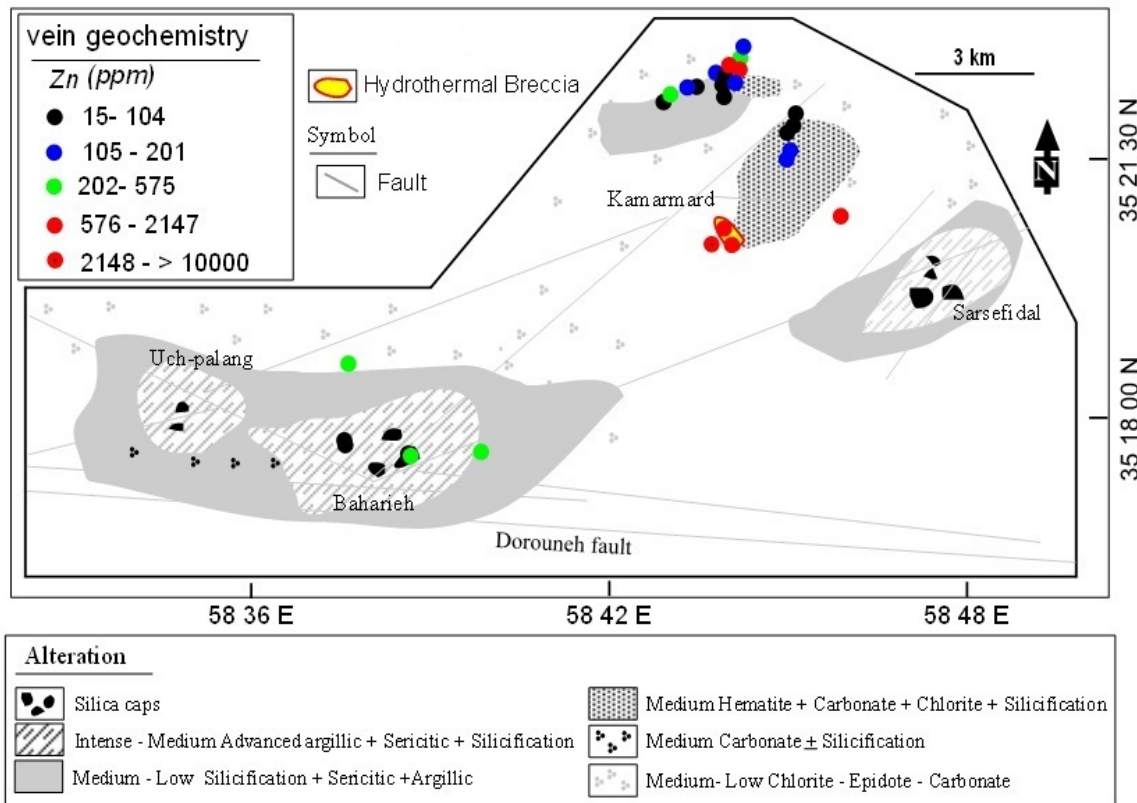 vein geochemistry
Zn (ppm)
15- 104
105 - 201
202- 575
576 - 2147
2148 - > 10000
Hydrothermal Breccia
Symbol
Fault
3 km
N
Kamarmard
Sarsefidal
Uch-palang
Baharieh
Dorouneh fault
35 21 30 N
35 18 00 N
58 36 E
58 42 E
58 48 E
Alteration
Silica caps
Intense - Medium Advanced argillic + Sericitic + Silicification
Medium - Low Silicification + Sericitic +Argillic
Medium Hematite + Carbonate + Chlorite + Silicification
Medium Carbonate ± Silicification
Medium- Low Chlorite - Epidote - Carbonate